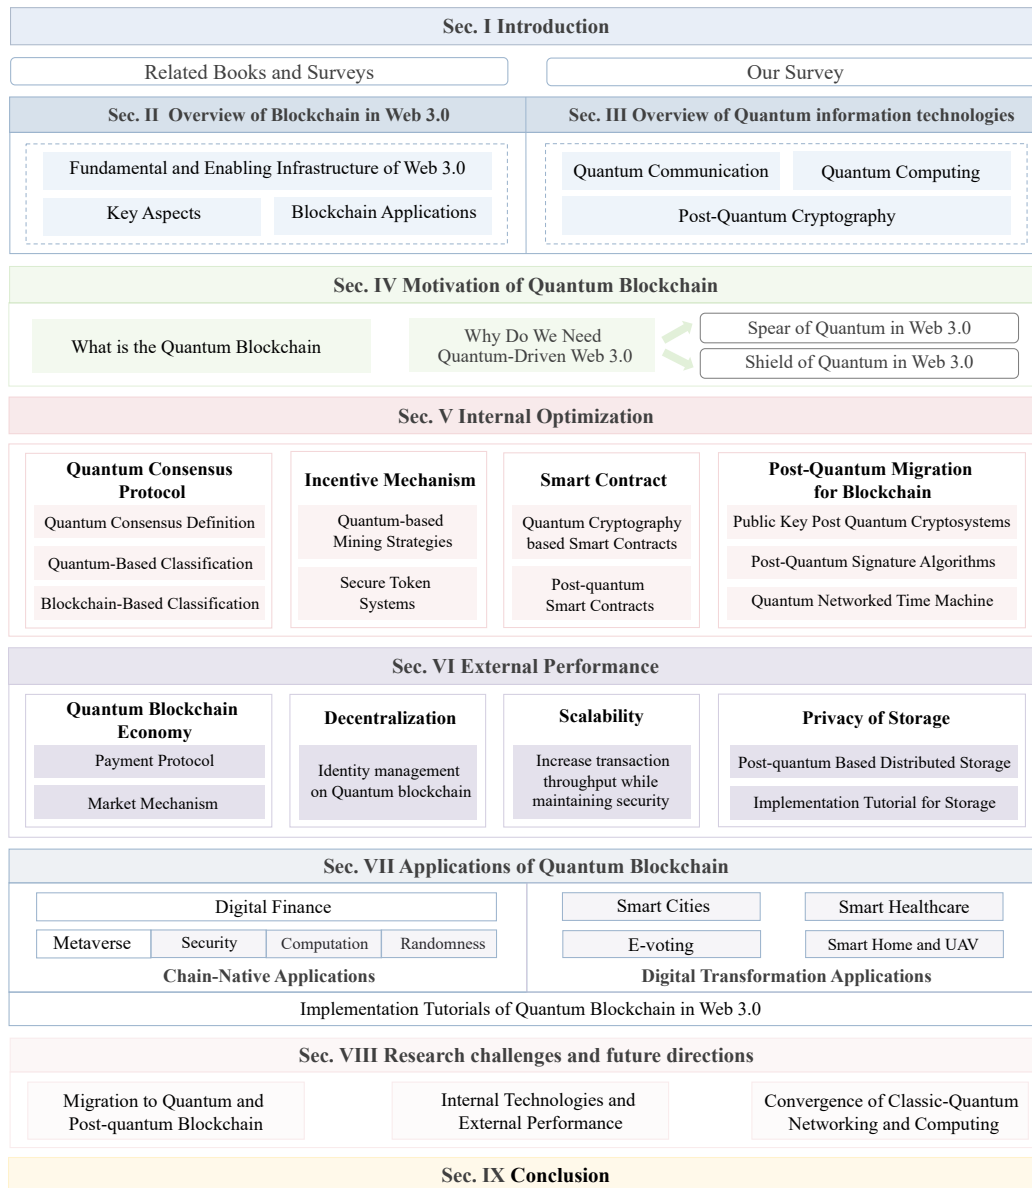 Sec. I Introduction
Related Books and Surveys
Our Survey
Sec. II Overview of Blockchain in Web 3.0
Sec. III Overview of Quantum information technologies
Fundamental and Enabling Infrastructure of Web 3.0
Key Aspects
Blockchain Applications
Quantum Communication
Quantum Computing
Post-Quantum Cryptography
Sec. IV Motivation of Quantum Blockchain
What is the Quantum Blockchain
Why Do We Need
Quantum-Driven Web 3.0
Spear of Quantum in Web 3.0
Shield of Quantum in Web 3.0
Sec. V Internal Optimization
Quantum Consensus
Protocol
Quantum Consensus Definition
Quantum-Based Classification
Blockchain-Based Classification
Incentive Mechanism
Quantum-based
Mining Strategies
Secure Token
Systems
Smart Contract
Quantum Cryptography
based Smart Contracts
Post-quantum
Smart Contracts
Post-Quantum Migration
for Blockchain
Public Key Post Quantum Cryptosystems
Post-Quantum Signature Algorithms
Quantum Networked Time Machine
Sec. VI External Performance
Quantum Blockchain
Economy
Payment Protocol
Market Mechanism
Decentralization
Identity management
on Quantum blockchain
Scalability
Increase transaction
throughput while
maintaining security
Privacy of Storage
Post-quantum Based Distributed Storage
Implementation Tutorial for Storage
Sec. VII Applications of Quantum Blockchain
Digital Finance
Metaverse
Security
Computation
Randomness
Chain-Native Applications
Smart Cities
Smart Healthcare
E-voting
Smart Home and UAV
Digital Transformation Applications
Implementation Tutorials of Quantum Blockchain in Web 3.0
Sec. VIII Research challenges and future directions
Migration to Quantum and
Post-quantum Blockchain
Internal Technologies and
External Performance
Convergence of Classic-Quantum
Networking and Computing
Sec. IX Conclusion